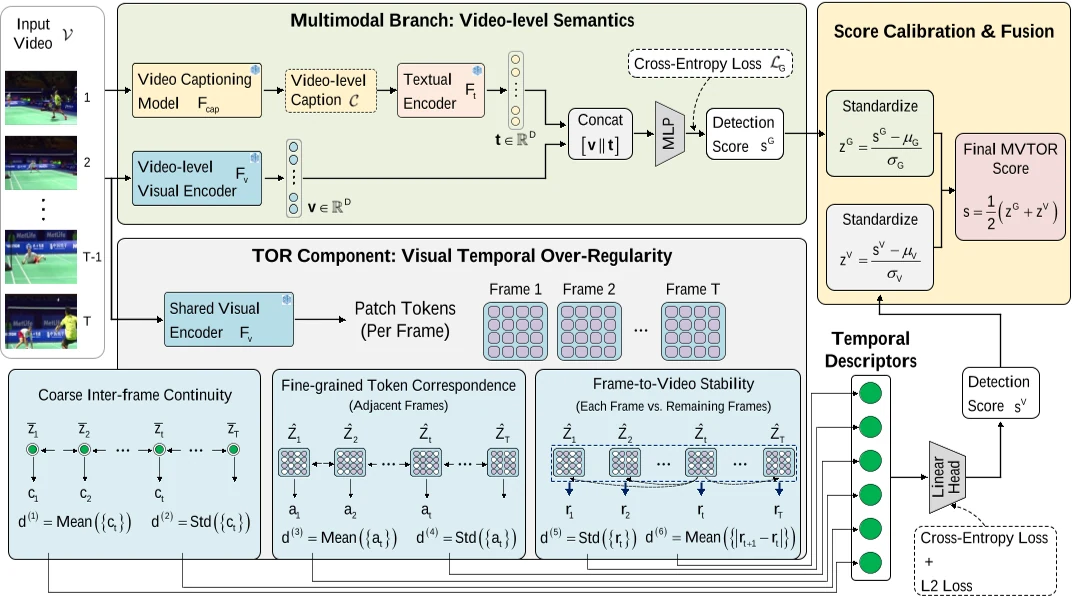 Input
Video 𝒱
1
2
T-1
T
Multimodal Branch: Video-level Semantics
Video Captioning
Model F_cap
Video-level
Caption 𝒞
Textual
Encoder F_t
t ∈ ℝ^D
Cross-Entropy Loss ℒ_G
Concat
[v‖t]
MLP
Detection
Score s^G
Video-level
Visual Encoder F_v
v ∈ ℝ^D
Score Calibration & Fusion
Standardize
z^G = (s^G − μ_G) / σ_G
Standardize
z^V = (s^V − μ_V) / σ_V
Final MVTOR
Score
s = 1/2 (z^G + z^V)
TOR Component: Visual Temporal Over-Regularity
Shared Visual
Encoder F_v
Patch Tokens
(Per Frame)
Frame 1 Frame 2 ... Frame T
Coarse Inter-frame Continuity
z̅_1 z̅_2 z̅_t z̅_T
... ...
c_1 c_2 c_t
d^(1) = Mean({c_t}) d^(2) = Std({c_t})
Fine-grained Token Correspondence
(Adjacent Frames)
Ẑ_1 Ẑ_2 Ẑ_t Ẑ_T
... ...
a_1 a_2 a_t
d^(3) = Mean({a_t}) d^(4) = Std({a_t})
Frame-to-Video Stability
(Each Frame vs. Remaining Frames)
Ẑ_1 Ẑ_2 Ẑ_t Ẑ_T
... ...
r_1 r_2 r_t r_T
d^(5) = Std({r_t}) d^(6) = Mean({|r_{t+1} − r_t|})
Temporal
Descriptors
Linear
Head
Detection
Score s^V
Cross-Entropy Loss
+
L2 Loss